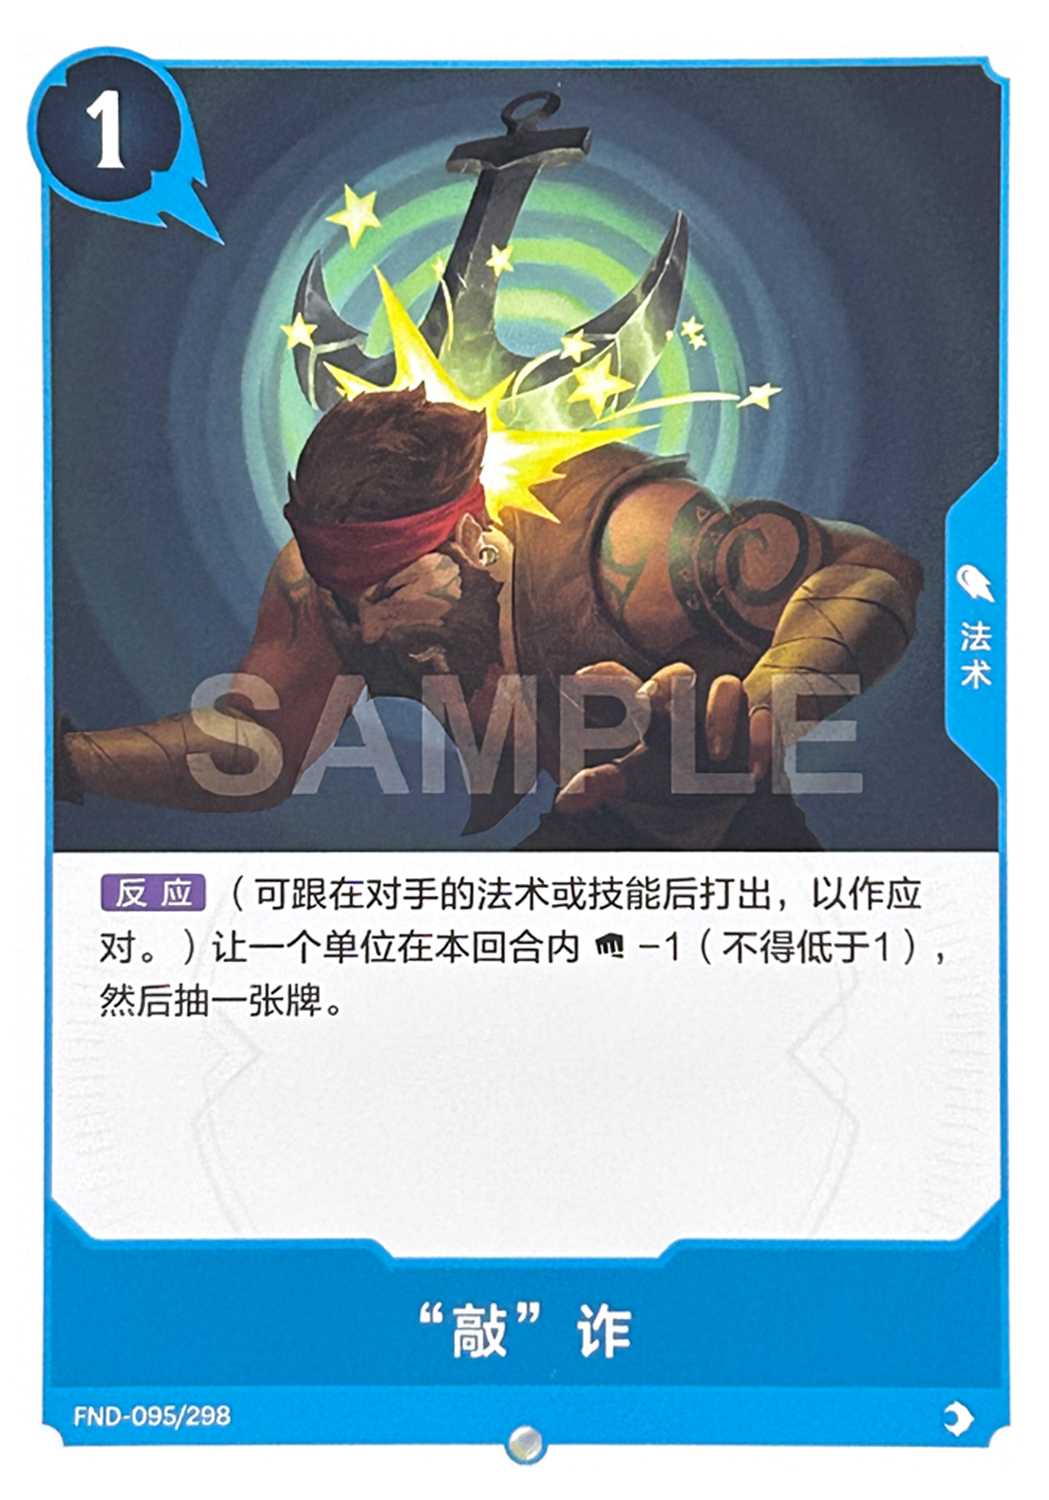 1
法术
SAMPLE
反应（可跟在对手的法术或技能后打出，以作应
对。）让一个单位在本回合内 -1（不得低于1），
然后抽一张牌。
“敲”诈
FND-095/298